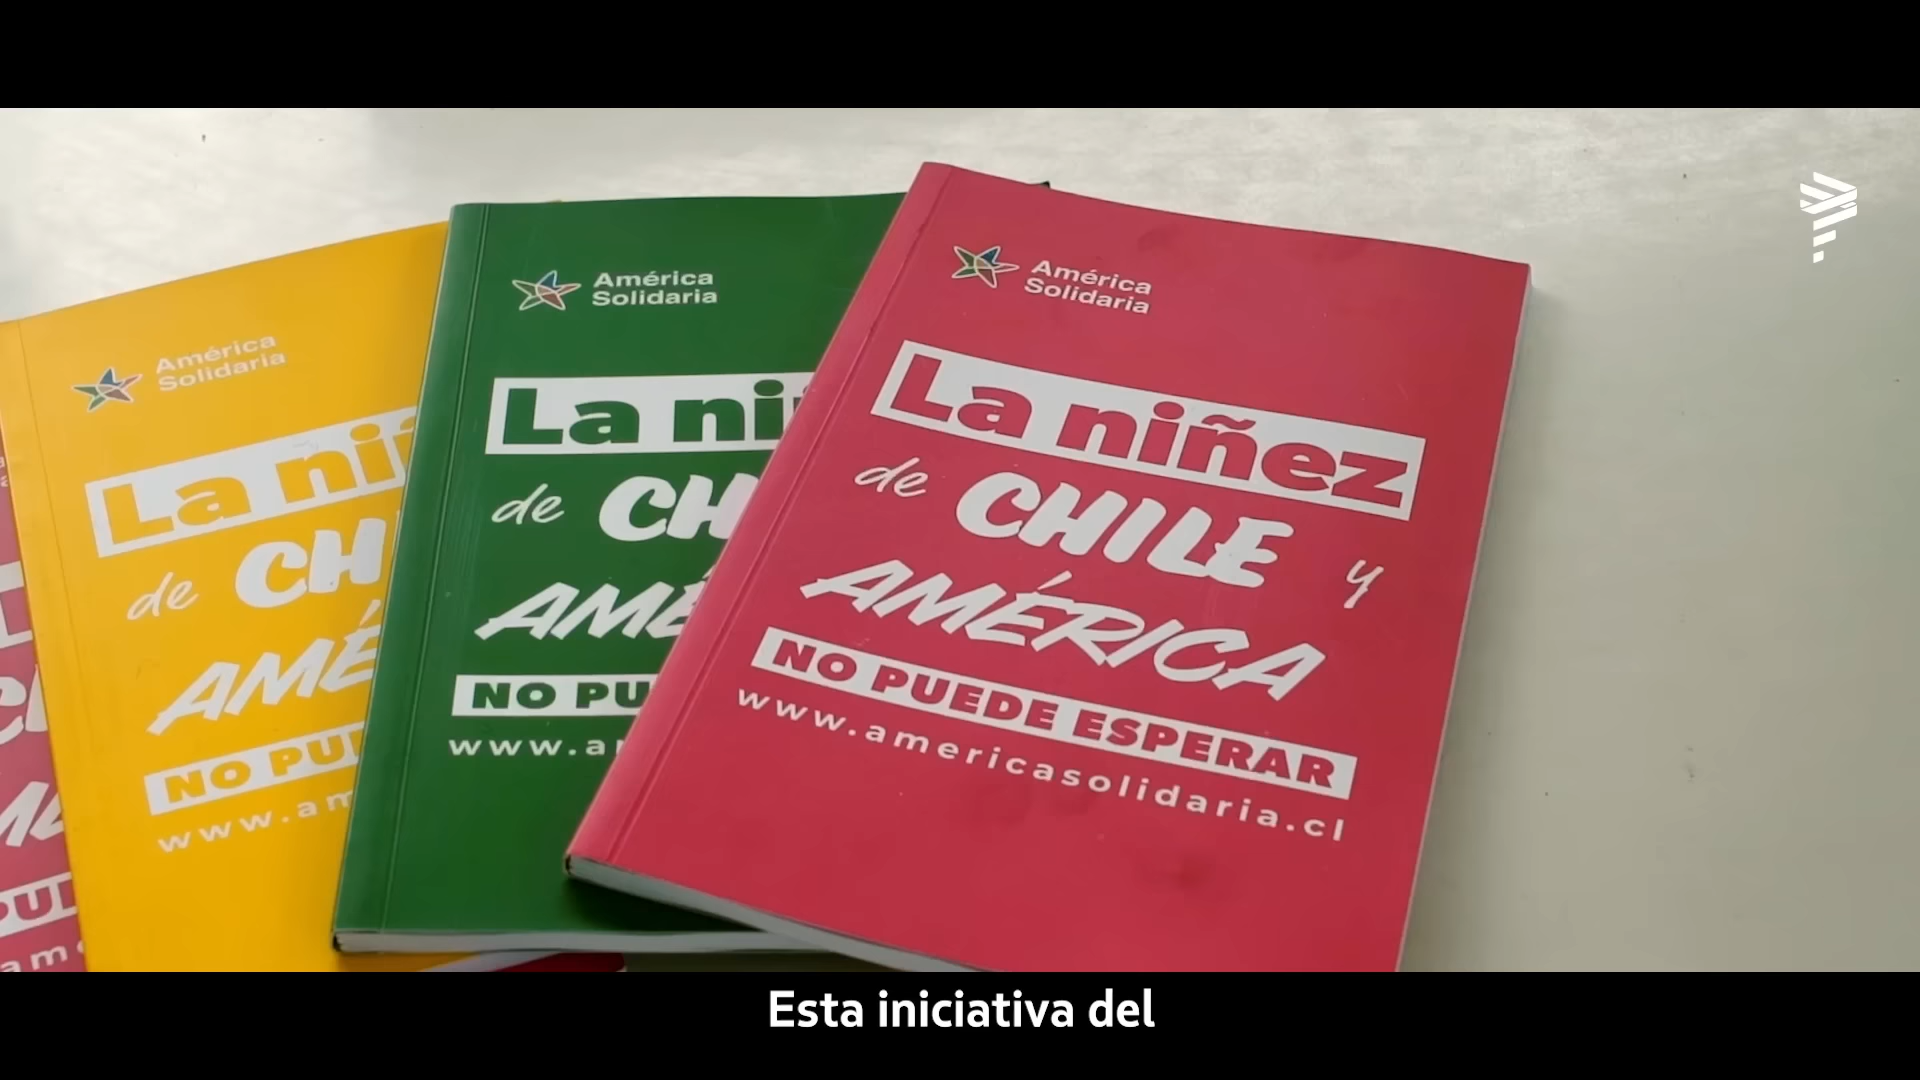 América
Solidaria
La niñez
de CHILE y
AMÉRICA
NO PUEDE ESPERAR
www.americasolidaria.cl
América
Solidaria
La ni
de CH
AMÉ
NO PU
www.a
América
Solidaria
La ni
de CH
AMÉ
NO PU
www.am
Esta iniciativa del